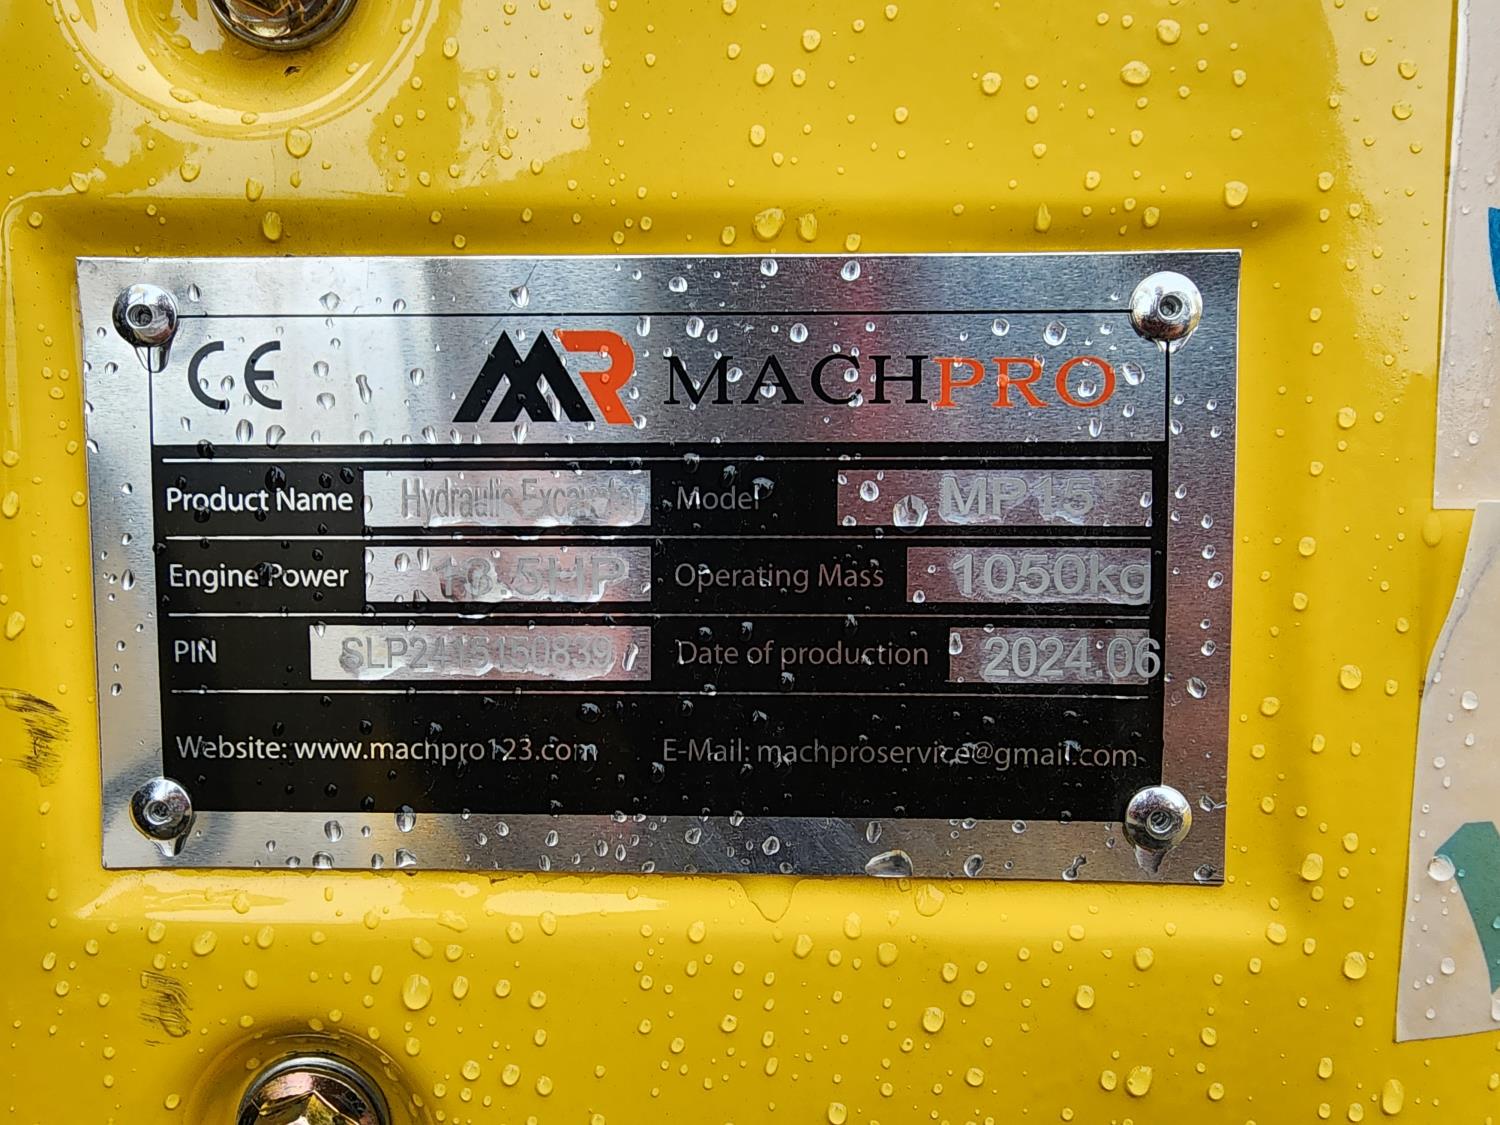 CE MR MACHPRO
Product Name Hydraulic Excavator Model MP15
Engine Power 13.5HP Operating Mass 1050kg
PIN SLP2415150839 Date of production 2024.06
Website: www.machpro123.com E-Mail: machproservice@gmail.com